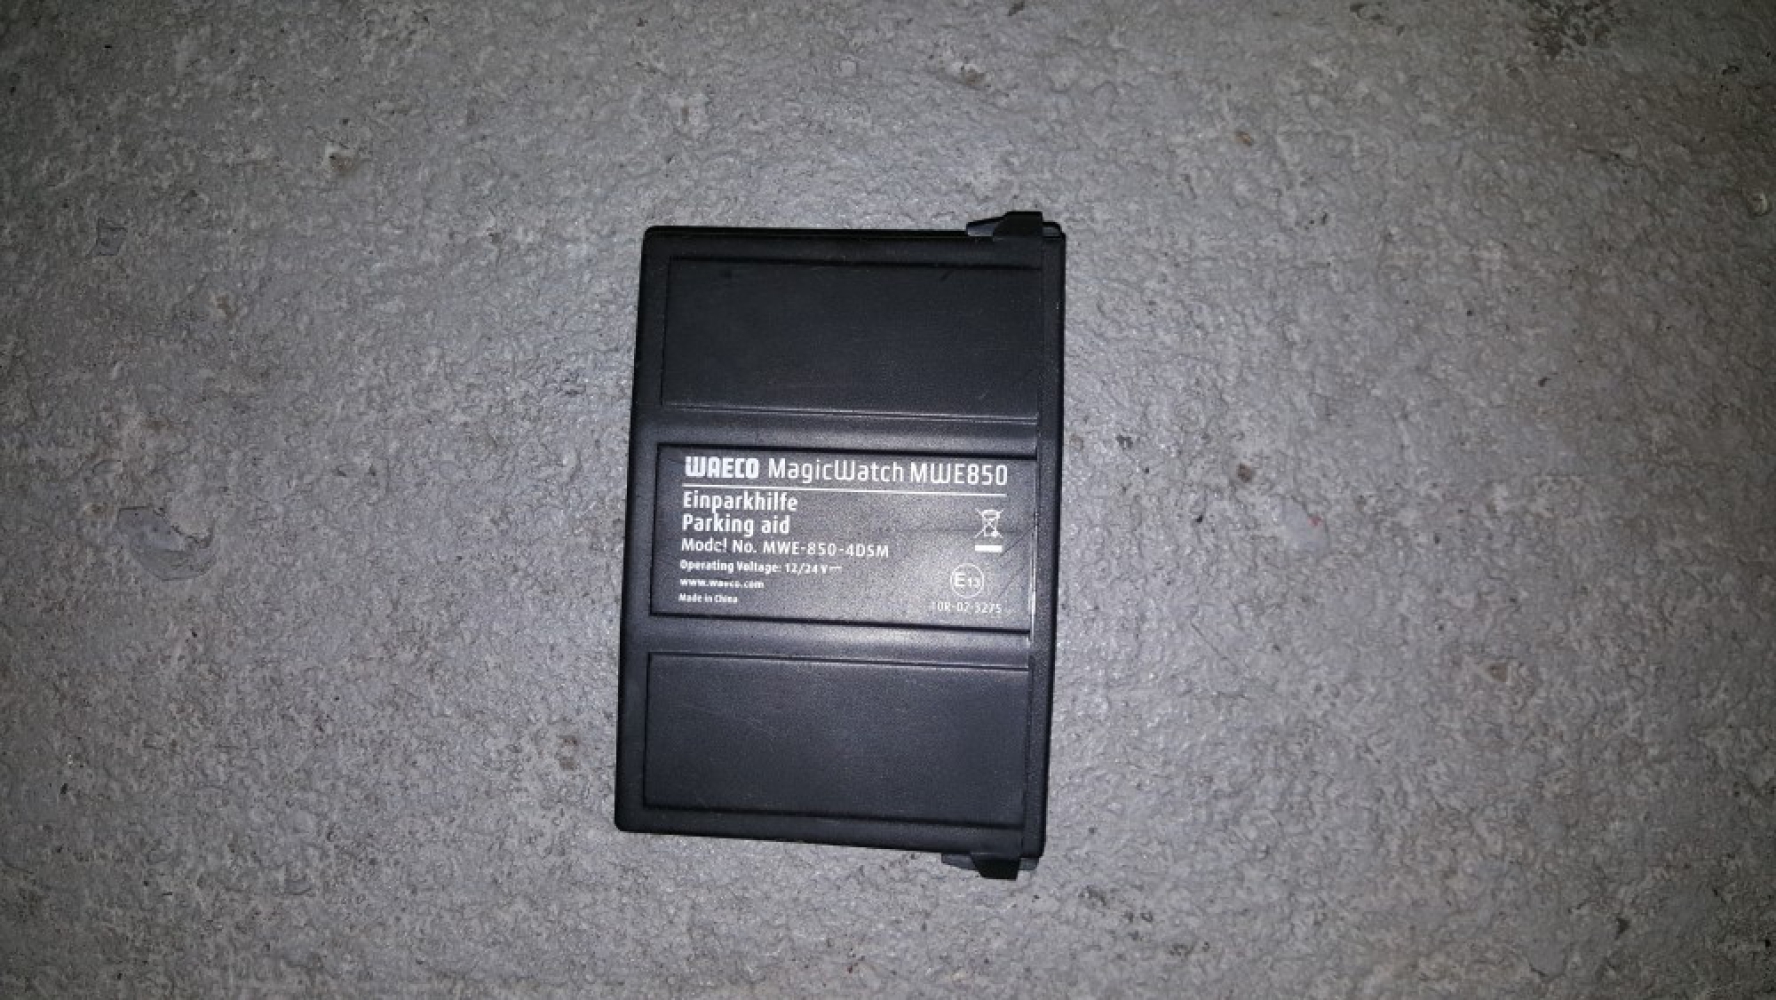 WAECO MagicWatch MWE850
Einparkhilfe
Parking aid
Model No. MWE-850-4DSM
Operating Voltage: 12/24 V
www.waeco.com
Made in China
E13
10R-02 3275